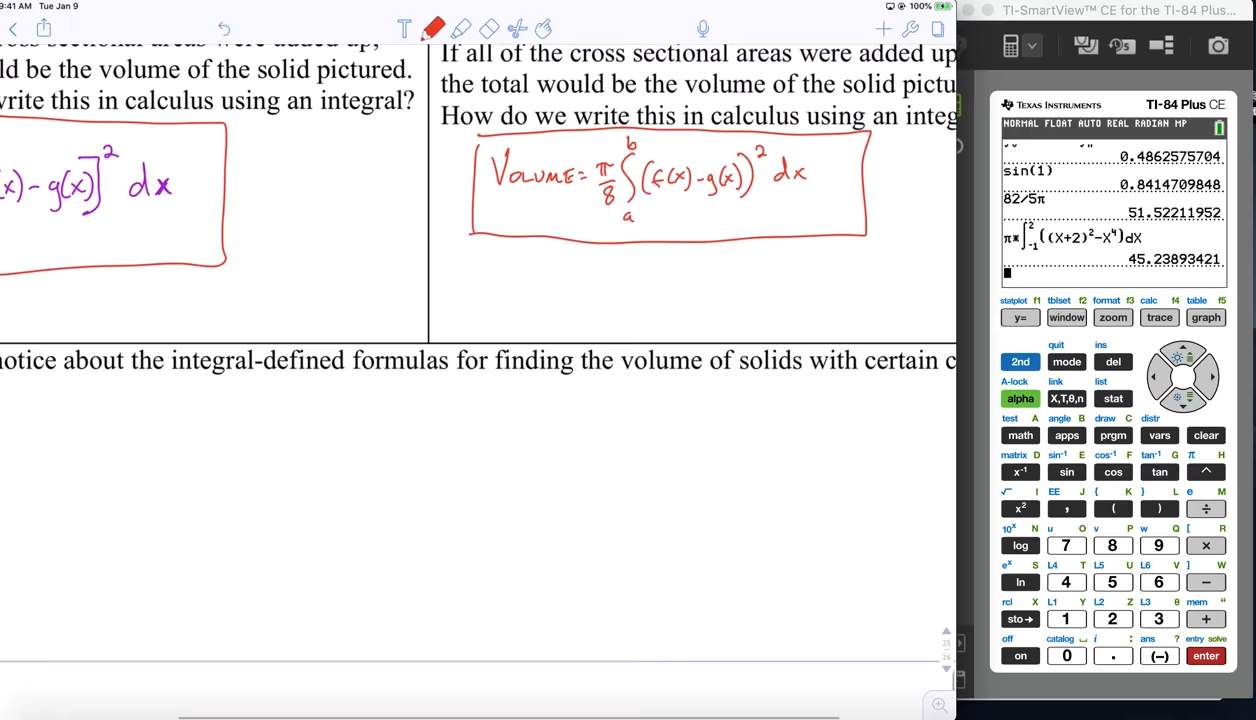 9:41 AM Tue Jan 9
100%
ld be the volume of the solid pictured.
write this in calculus using an integral?
(x) - g(x)]² dx
If all of the cross sectional areas were added up
the total would be the volume of the solid pictu
How do we write this in calculus using an integ
VOLUME = π/8 ∫ₐᵇ (f(x) - g(x))² dx
notice about the integral-defined formulas for finding the volume of solids with certain c
25
26
TI-SmartView™ CE for the TI-84 Plus...
TEXAS INSTRUMENTS TI-84 Plus CE
NORMAL FLOAT AUTO REAL RADIAN MP
0.4862575704
sin(1)
0.8414709848
82/5π
51.52211952
π*∫₋₁²((X+2)²-X⁴)dX
45.23893421
statplot f1 tblset f2 format f3 calc f4 table f5
y= window zoom trace graph
quit ins
2nd mode del
A-lock link list
alpha X,T,θ,n stat
test A angle B draw C distr
math apps prgm vars clear
matrix D sin⁻¹ E cos⁻¹ F tan⁻¹ G π H
x⁻¹ sin cos tan ^
√ I EE J { K } L e M
x² , ( ) ÷
10ˣ N u O v P w Q [ R
log 7 8 9 ×
eˣ S L4 T L5 U L6 V ] W
ln 4 5 6 −
rcl X L1 Y L2 Z L3 θ mem "
sto→ 1 2 3 +
off catalog i : ans ? entry solve
on 0 . (−) enter